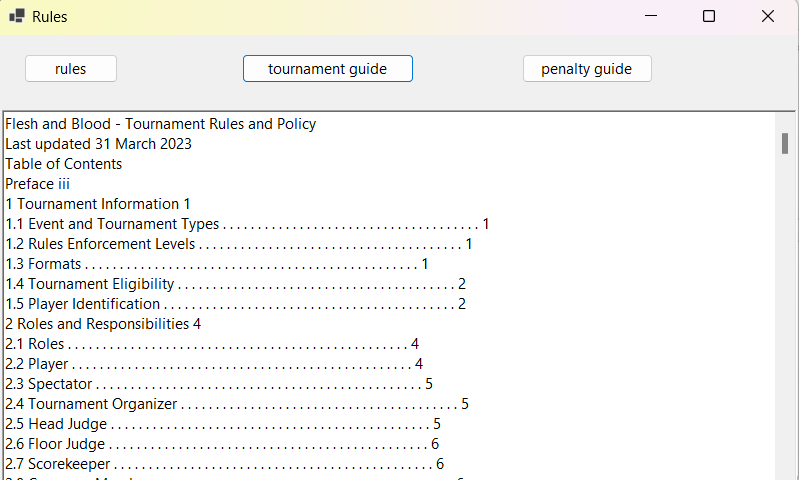 Rules
rules
tournament guide
penalty guide
Flesh and Blood - Tournament Rules and Policy
Last updated 31 March 2023
Table of Contents
Preface iii
1 Tournament Information 1
1.1 Event and Tournament Types . . . . . . . . . . . . . . . . . . . . . . . . . . . . . . . . . . . . . 1
1.2 Rules Enforcement Levels . . . . . . . . . . . . . . . . . . . . . . . . . . . . . . . . . . . . . . 1
1.3 Formats . . . . . . . . . . . . . . . . . . . . . . . . . . . . . . . . . . . . . . . . . . . . . . . . 1
1.4 Tournament Eligibility . . . . . . . . . . . . . . . . . . . . . . . . . . . . . . . . . . . . . . . . 2
1.5 Player Identification . . . . . . . . . . . . . . . . . . . . . . . . . . . . . . . . . . . . . . . . . . 2
2 Roles and Responsibilities 4
2.1 Roles . . . . . . . . . . . . . . . . . . . . . . . . . . . . . . . . . . . . . . . . . . . . . . . . . 4
2.2 Player . . . . . . . . . . . . . . . . . . . . . . . . . . . . . . . . . . . . . . . . . . . . . . . . . 4
2.3 Spectator . . . . . . . . . . . . . . . . . . . . . . . . . . . . . . . . . . . . . . . . . . . . . . . 5
2.4 Tournament Organizer . . . . . . . . . . . . . . . . . . . . . . . . . . . . . . . . . . . . . . . . 5
2.5 Head Judge . . . . . . . . . . . . . . . . . . . . . . . . . . . . . . . . . . . . . . . . . . . . . . 5
2.6 Floor Judge . . . . . . . . . . . . . . . . . . . . . . . . . . . . . . . . . . . . . . . . . . . . . . 6
2.7 Scorekeeper . . . . . . . . . . . . . . . . . . . . . . . . . . . . . . . . . . . . . . . . . . . . . . 6